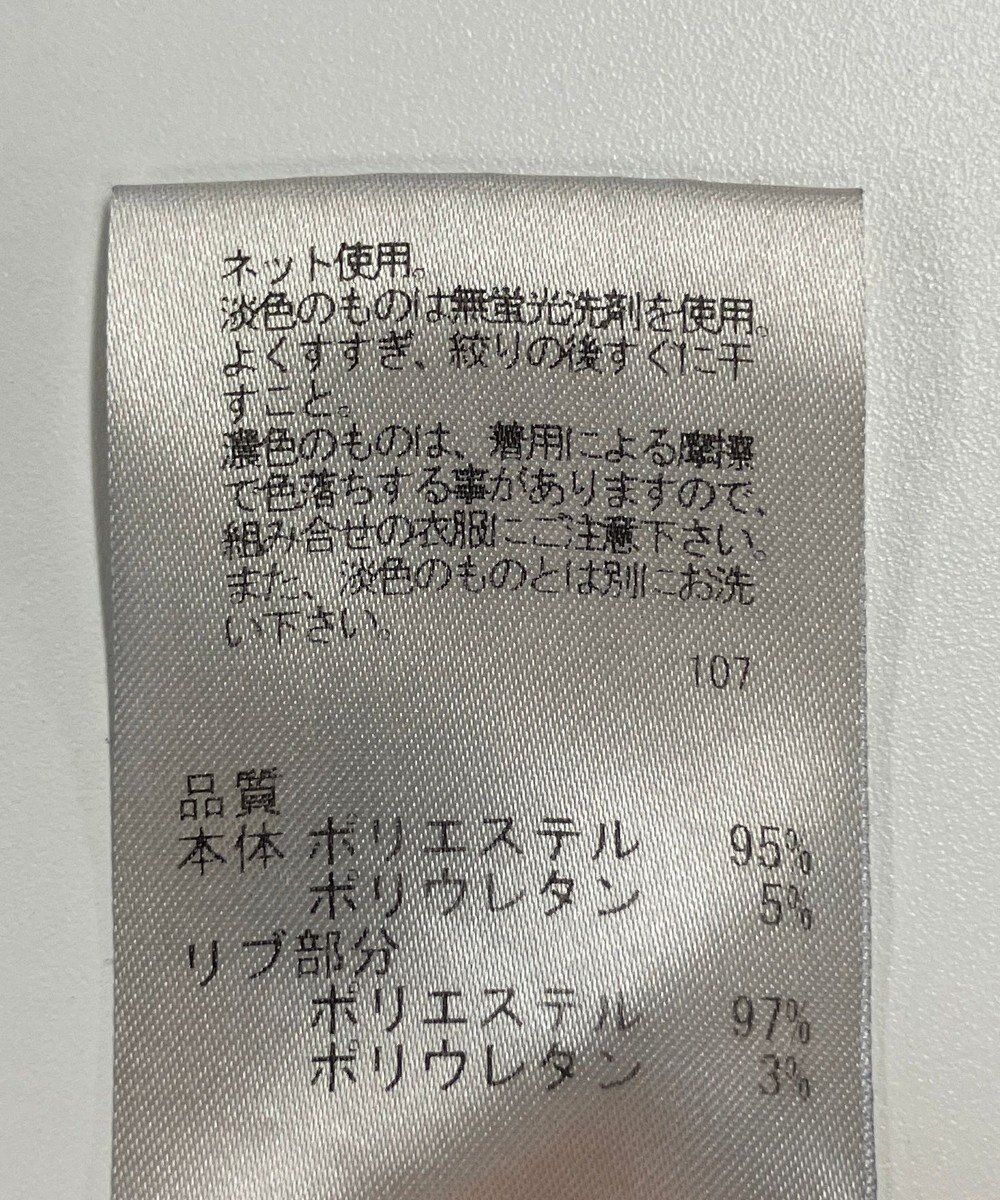 ネット使用。
淡色のものは無蛍光洗剤を使用。
よくすすぎ、絞りの後すぐに干
すこと。
濃色のものは、着用による摩擦
で色落ちする事がありますので、
組み合せの衣服にご注意下さい。
また、淡色のものとは別にお洗
い下さい。
107
品質
本体 ポリエステル 95%
ポリウレタン 5%
リブ部分
ポリエステル 97%
ポリウレタン 3%